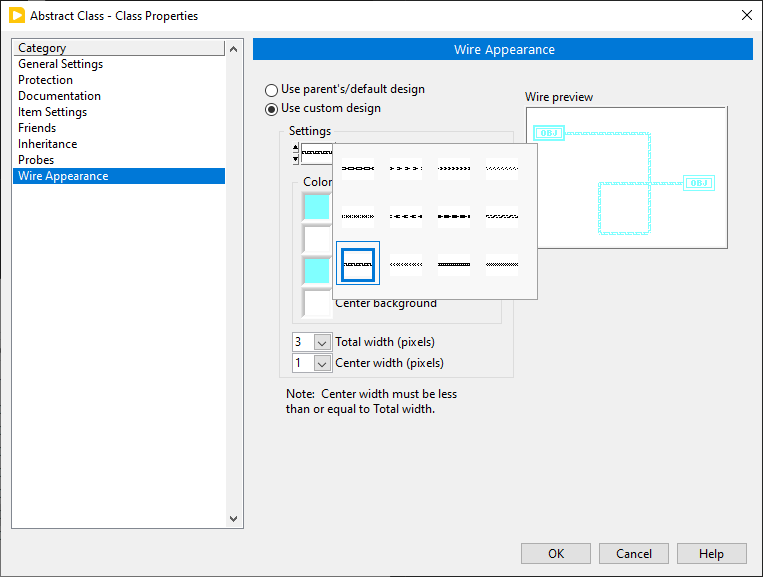 Abstract Class - Class Properties
Category
General Settings
Protection
Documentation
Item Settings
Friends
Inheritance
Probes
Wire Appearance
Wire Appearance
Use parent's/default design
Use custom design
Wire preview
OBJ
OBJ
Settings
Color
Center background
3 Total width (pixels)
1 Center width (pixels)
Note: Center width must be less
than or equal to Total width.
OK Cancel Help